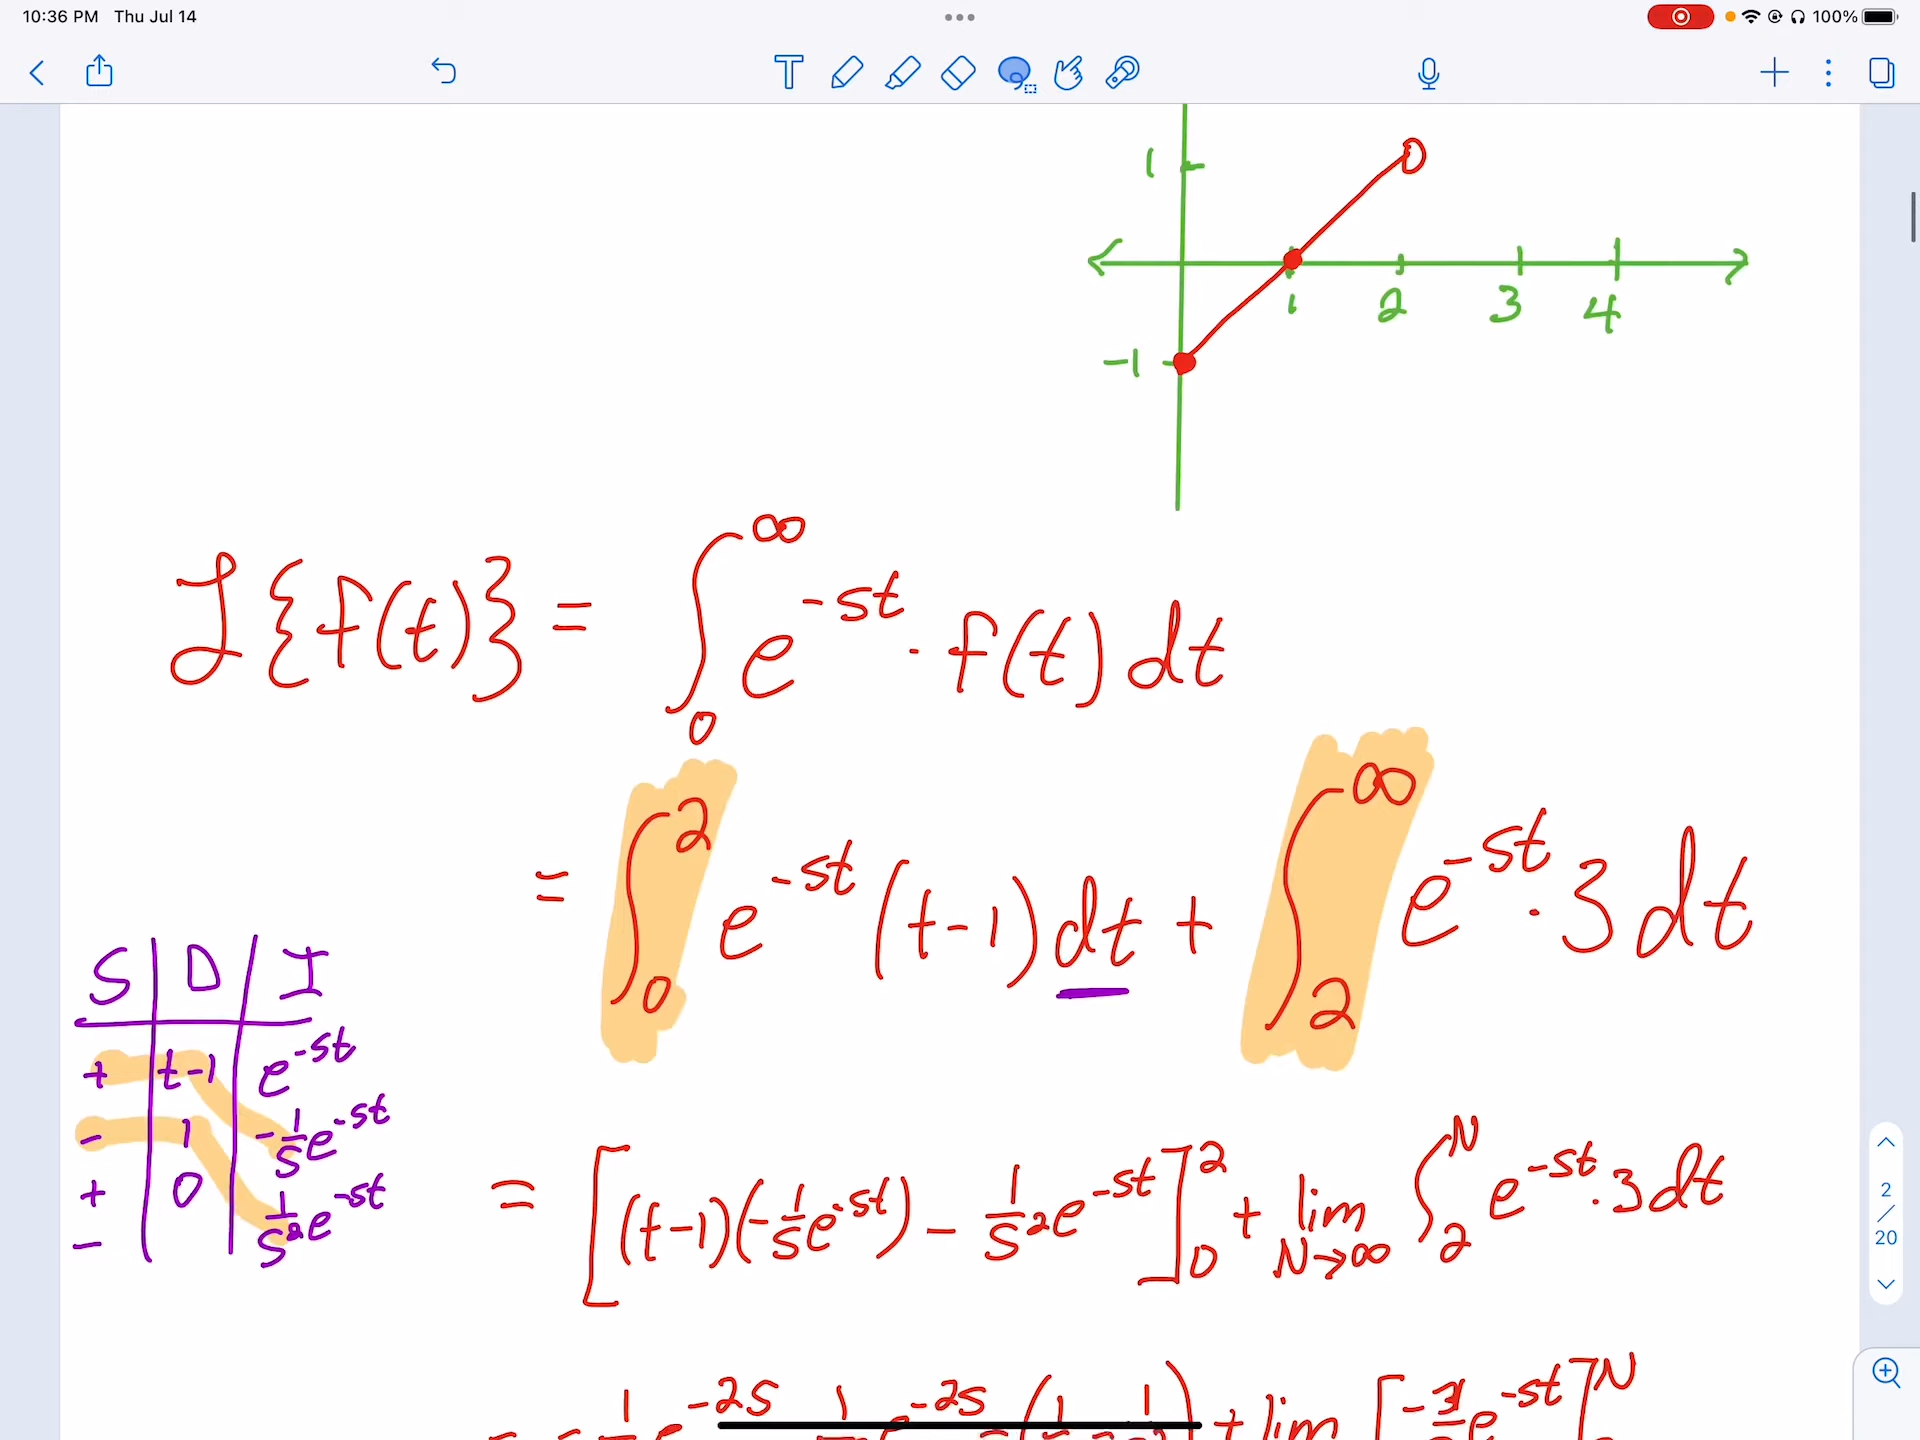 10:36 PM Thu Jul 14
100%
T
1
1 2 3 4
-1
ℒ{f(t)} = ∫₀^∞ e^{-st} · f(t) dt
= ∫₀² e^{-st} (t-1) dt + ∫₂^∞ e^{-st} · 3 dt
S D I
+ t-1 e^{-st}
- 1 -1/s e^{-st}
+ 0 1/s² e^{-st}
-
= [(t-1)(-1/s e^{-st}) - 1/s² e^{-st}]₀² + lim_{N→∞} ∫₂^N e^{-st} · 3 dt
2
/
20